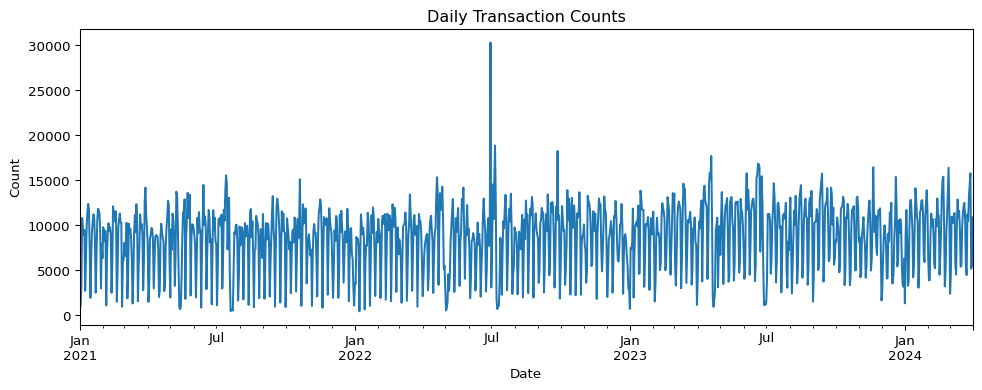 Daily Transaction Counts
30000
25000
20000
15000
10000
5000
0
Count
Jan Jul Jan Jul Jan Jul Jan
2021 2022 2023 2024
Date